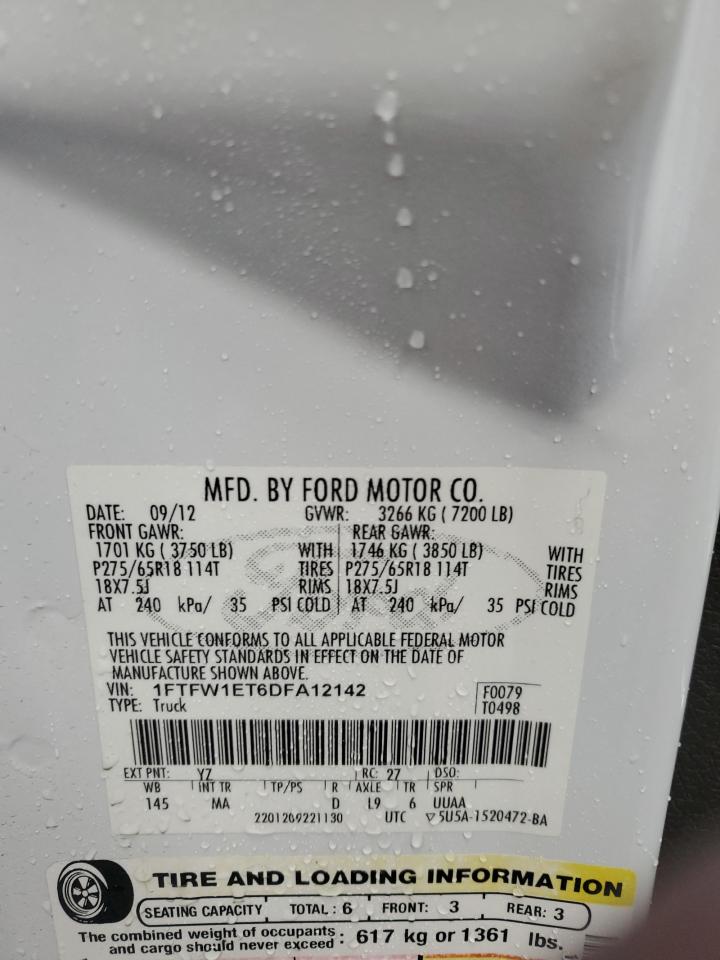 MFD. BY FORD MOTOR CO.
DATE: 09/12 GVWR: 3266 KG ( 7200 LB)
FRONT GAWR: REAR GAWR:
1701 KG ( 3750 LB) WITH 1746 KG ( 3850 LB) WITH
P275/65R18 114T TIRES P275/65R18 114T TIRES
18X7.5J RIMS 18X7.5J RIMS
AT 240 kPa/ 35 PSI COLD AT 240 kPa/ 35 PSI COLD
THIS VEHICLE CONFORMS TO ALL APPLICABLE FEDERAL MOTOR
VEHICLE SAFETY STANDARDS IN EFFECT ON THE DATE OF
MANUFACTURE SHOWN ABOVE.
VIN: 1FTFW1ET6DFA12142 F0079
TYPE: Truck T0498
EXT PNT: YZ RC: 27 DSO:
WB INT TR TP/PS R AXLE TR SPR
145 MA D L9 6 UUAA
2201209221130 UTC ▽5U5A-1520472-BA
TIRE AND LOADING INFORMATION
SEATING CAPACITY TOTAL : 6 FRONT: 3 REAR: 3
The combined weight of occupants and cargo should never exceed : 617 kg or 1361 lbs.